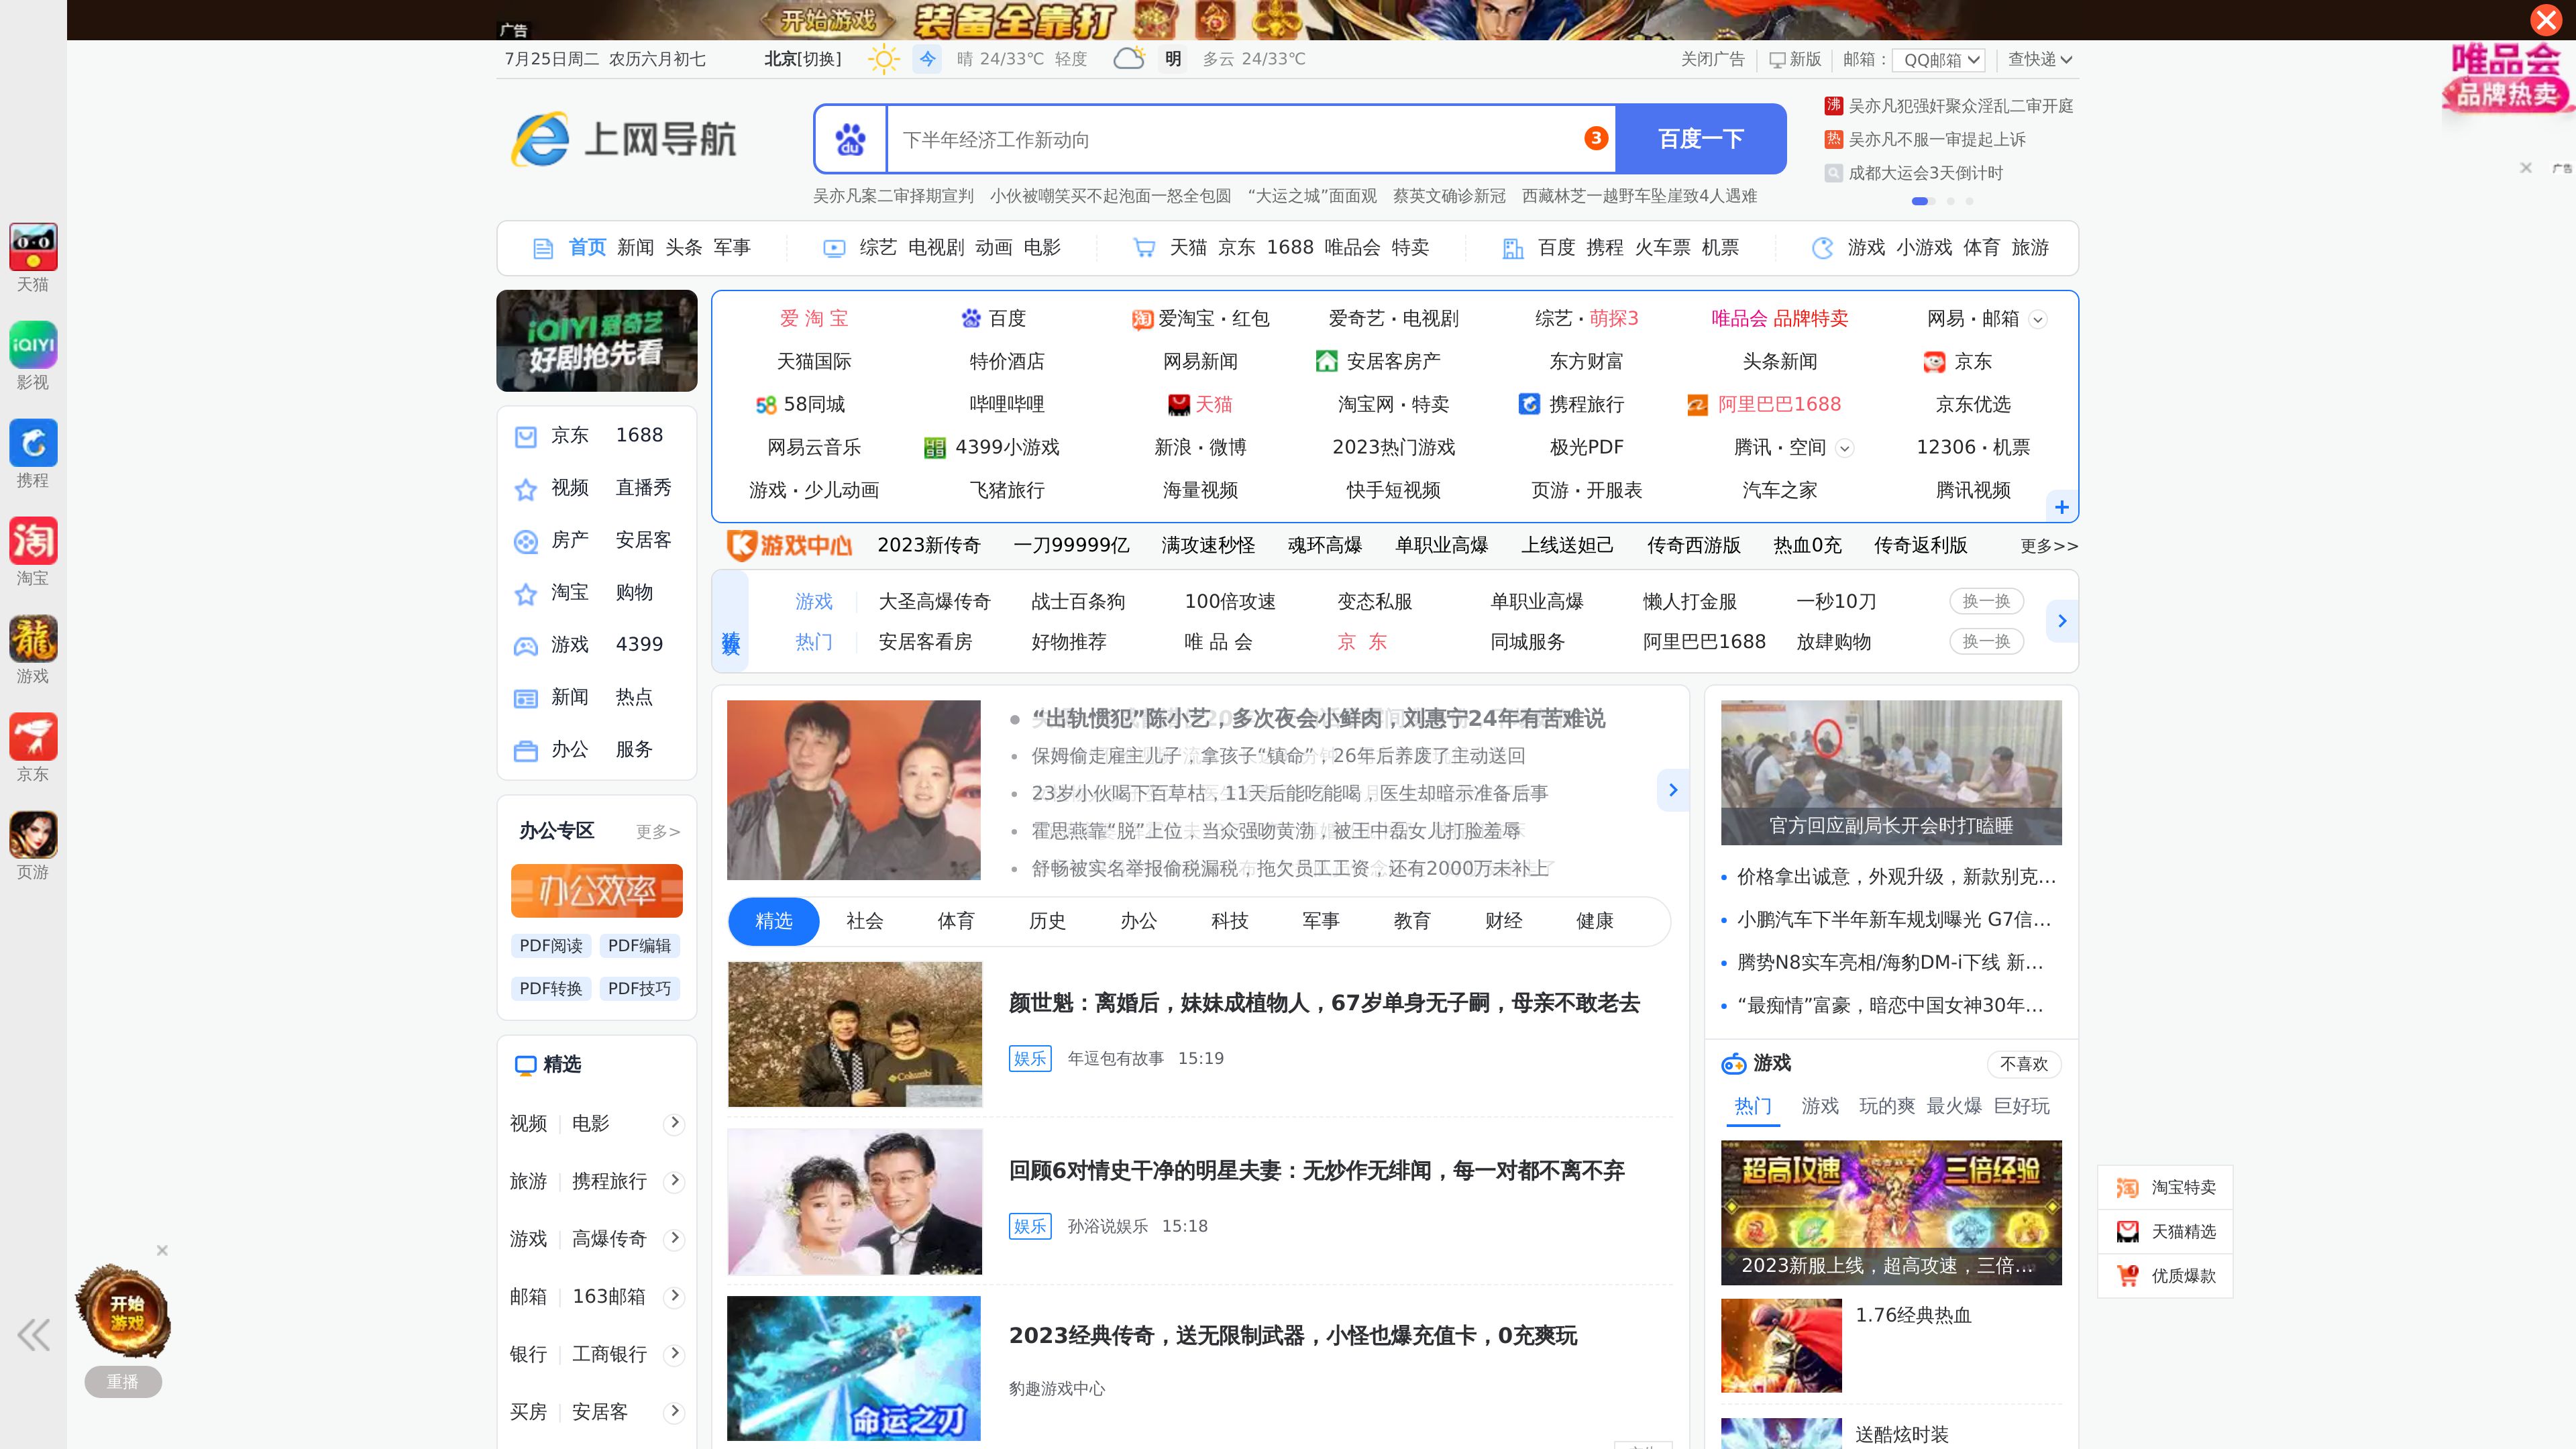 开始游戏 装备全靠打
广告
7月25日周二 农历六月初七 北京[切换] 今 晴 24/33℃ 轻度 明 多云 24/33℃ 关闭广告 新版 邮箱： QQ邮箱 查快递
唯品会
品牌热卖
广告
上网导航
du 下半年经济工作新动向 3 百度一下
沸 吴亦凡犯强奸聚众淫乱二审开庭
热 吴亦凡不服一审提起上诉
成都大运会3天倒计时
吴亦凡案二审择期宣判 小伙被嘲笑买不起泡面一怒全包圆 “大运之城”面面观 蔡英文确诊新冠 西藏林芝一越野车坠崖致4人遇难
首页 新闻 头条 军事 综艺 电视剧 动画 电影 天猫 京东 1688 唯品会 特卖 百度 携程 火车票 机票 游戏 小游戏 体育 旅游
天猫
iQIYI
影视
携程
淘
淘宝
龍
游戏
京东
页游
开始
游戏
重播
iQIYI 爱奇艺
好剧抢先看
京东 1688
视频 直播秀
房产 安居客
淘宝 购物
游戏 4399
新闻 热点
办公 服务
办公专区 更多>
办公效率
PDF阅读 PDF编辑
PDF转换 PDF技巧
精选
视频 电影
旅游 携程旅行
游戏 高爆传奇
邮箱 163邮箱
银行 工商银行
买房 安居客
爱 淘 宝 百度 淘 爱淘宝·红包 爱奇艺·电视剧 综艺·萌探3 唯品会 品牌特卖 网易·邮箱
天猫国际 特价酒店 网易新闻 安居客房产 东方财富 头条新闻 京东
58 58同城 哔哩哔哩 天猫 淘宝网·特卖 携程旅行 阿里巴巴1688 京东优选
网易云音乐 4399小游戏 新浪·微博 2023热门游戏 极光PDF 腾讯·空间 12306·机票
游戏·少儿动画 飞猪旅行 海量视频 快手短视频 页游·开服表 汽车之家 腾讯视频
+
K游戏中心 2023新传奇 一刀99999亿 满攻速秒怪 魂环高爆 单职业高爆 上线送妲己 传奇西游版 热血0充 传奇返利版 更多>>
游戏 大圣高爆传奇 战士百条狗 100倍攻速 变态私服 单职业高爆 懒人打金服 一秒10刀 换一换
热门 安居客看房 好物推荐 唯 品 会 京 东 同城服务 阿里巴巴1688 放肆购物 换一换
“出轨惯犯”陈小艺，多次夜会小鲜肉，刘惠宁24年有苦难说
保姆偷走雇主儿子，拿孩子“镇命”，26年后养废了主动送回
23岁小伙喝下百草枯，11天后能吃能喝，医生却暗示准备后事
霍思燕靠“脱”上位，当众强吻黄渤，被王中磊女儿打脸羞辱
舒畅被实名举报偷税漏税，拖欠员工工资，还有2000万未补上
精选 社会 体育 历史 办公 科技 军事 教育 财经 健康
颜世魁：离婚后，妹妹成植物人，67岁单身无子嗣，母亲不敢老去
Columbia
娱乐 年逗包有故事 15:19
回顾6对情史干净的明星夫妻：无炒作无绯闻，每一对都不离不弃
娱乐 孙浴说娱乐 15:18
2023经典传奇，送无限制武器，小怪也爆充值卡，0充爽玩
豹趣游戏中心
命运之刃
官方回应副局长开会时打瞌睡
价格拿出诚意，外观升级，新款别克...
小鹏汽车下半年新车规划曝光 G7信...
腾势N8实车亮相/海豹DM-i下线 新...
“最痴情”富豪，暗恋中国女神30年...
游戏 不喜欢
热门 游戏 玩的爽 最火爆 巨好玩
超高攻速 三倍经验
2023新服上线，超高攻速，三倍...
1.76经典热血
送酷炫时装
淘 淘宝特卖
天猫精选
优质爆款